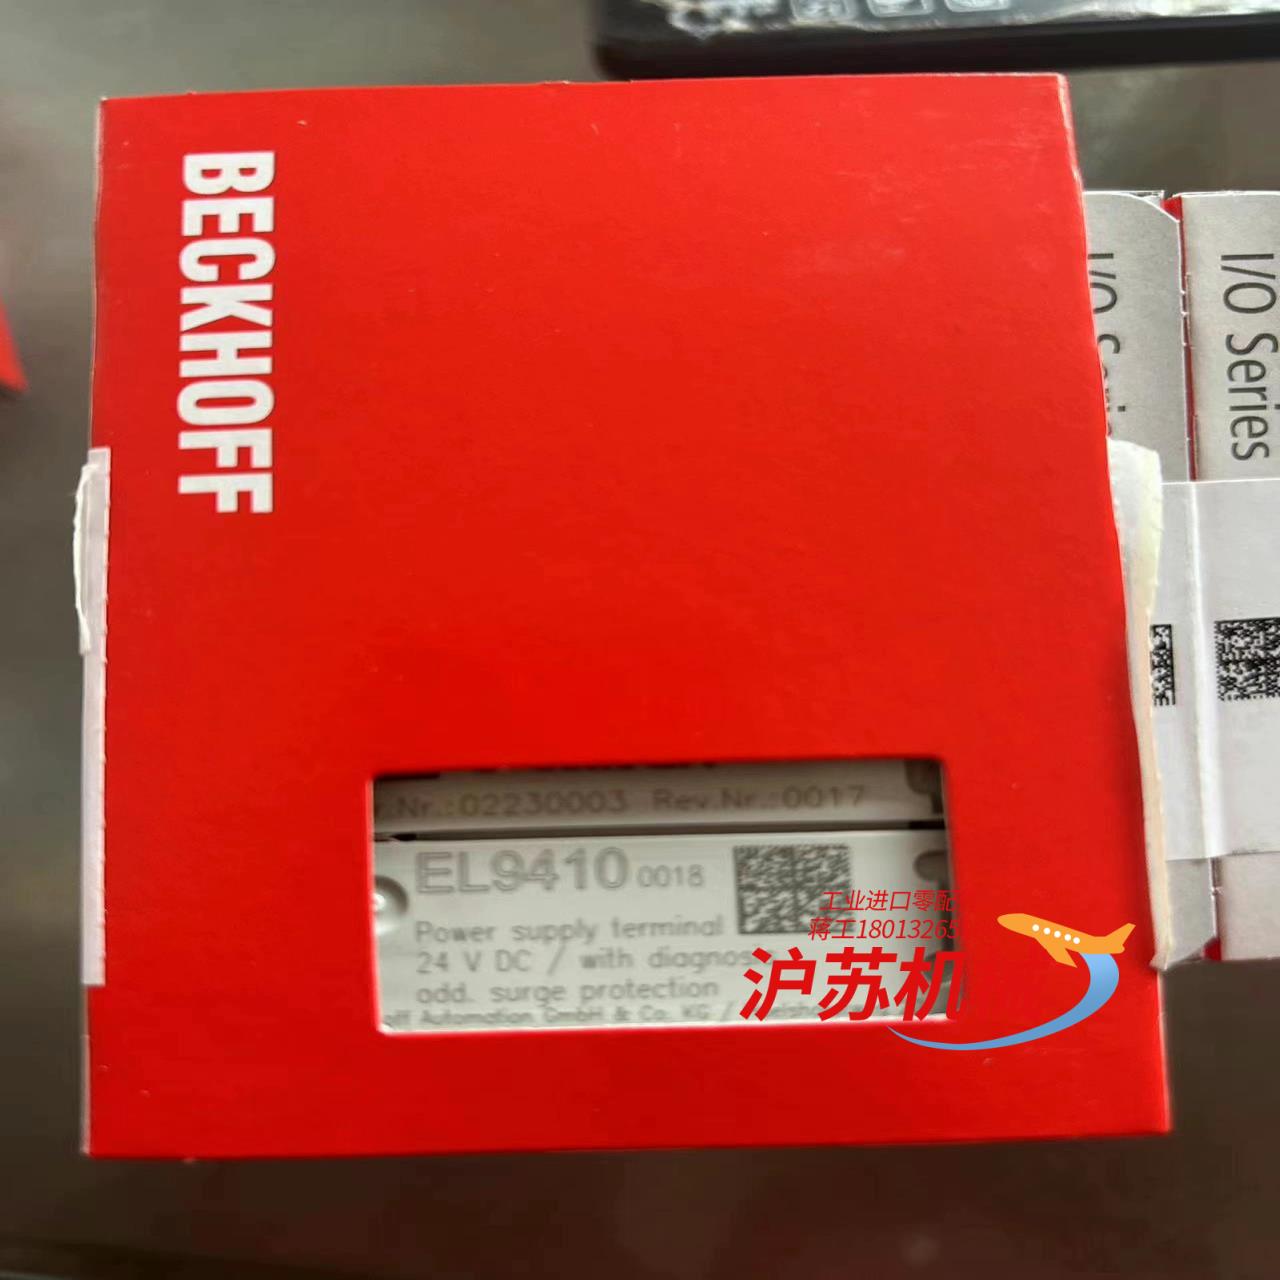 BECKHOFF
I/O Series
I/O Series
r.Nr.:02230003 Rev.Nr.:0017
EL9410 0018
Power supply terminal
24 V DC / with diagnos
add. surge protection
off Automation GmbH & Co. KG /
工业进口零配
蒋工18013265
沪苏机